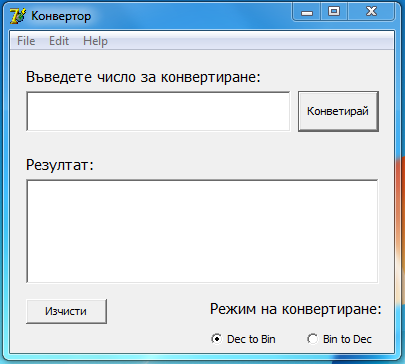 Конвертор
File Edit Help
Въведете число за конвертиране:
Конветирай
Резултат:
Изчисти
Режим на конвертиране:
Dec to Bin Bin to Dec